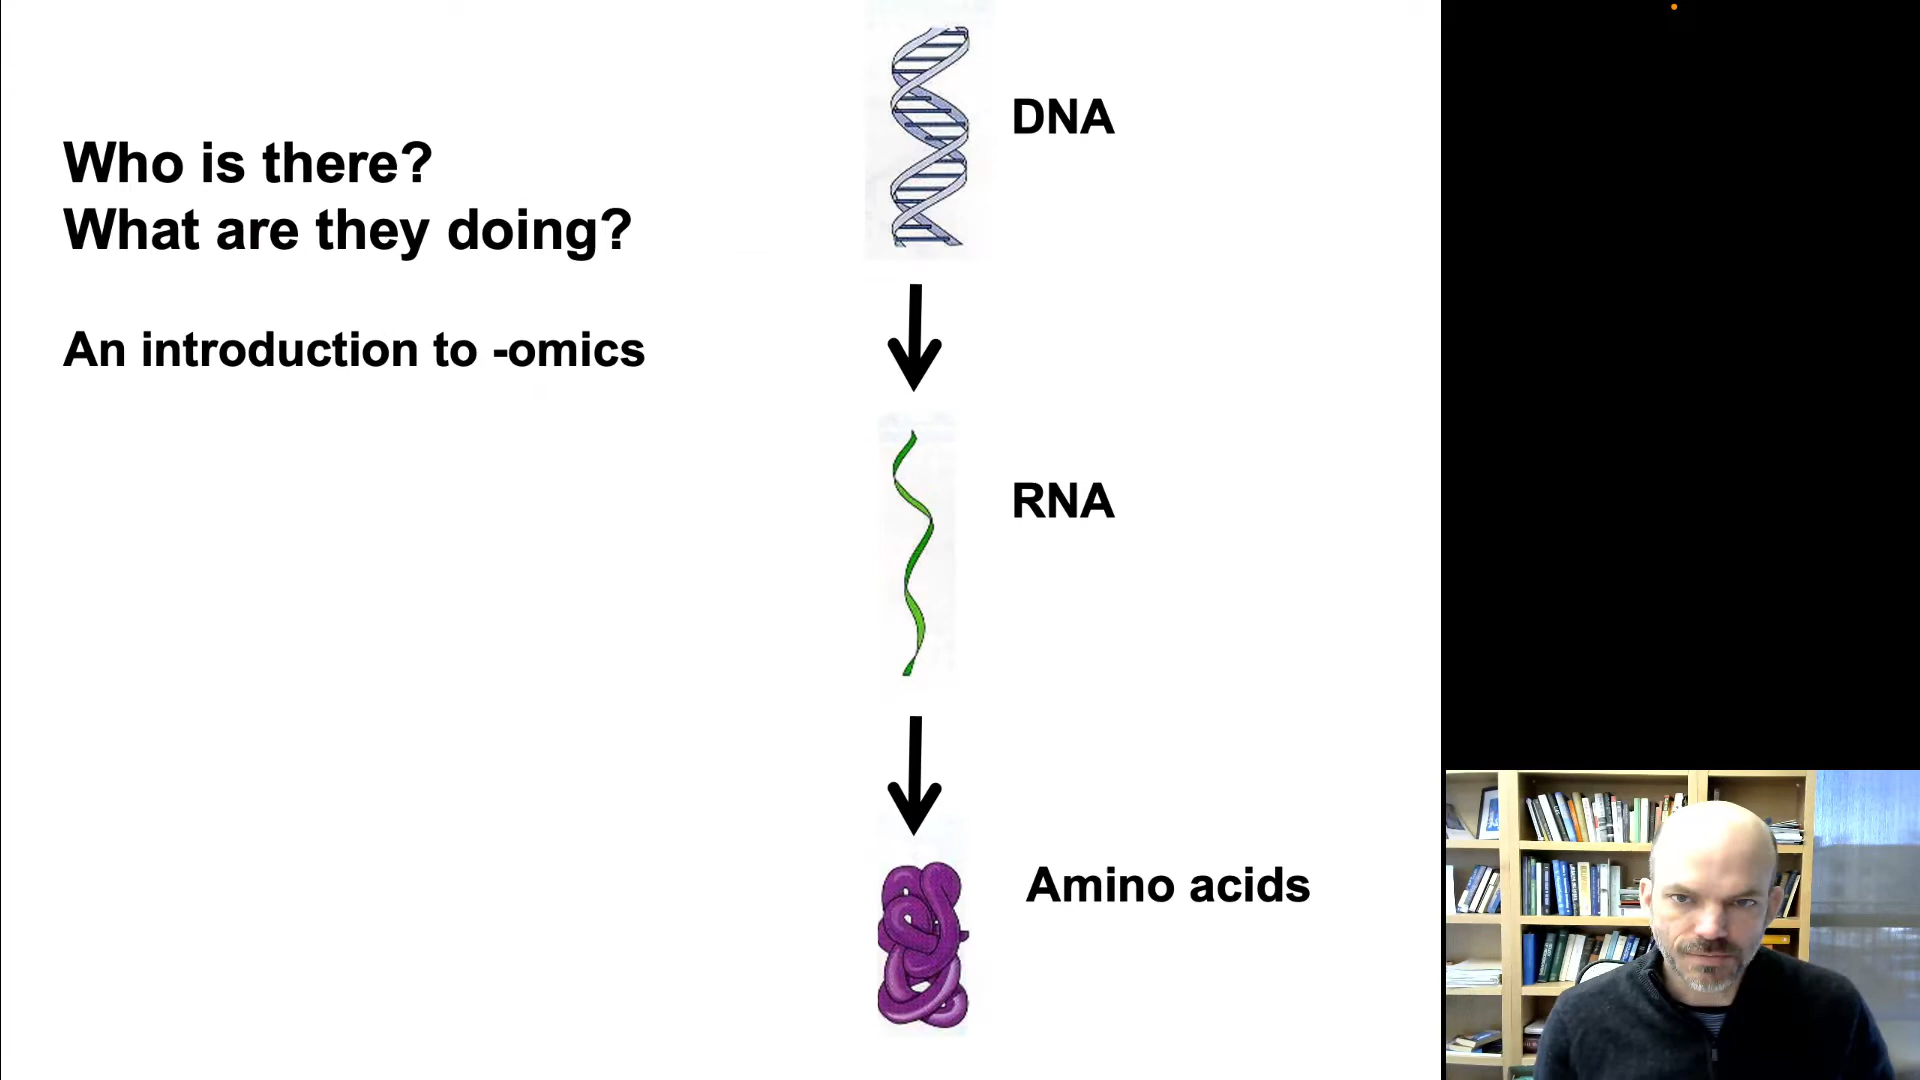 Who is there?
What are they doing?
An introduction to -omics
DNA
RNA
Amino acids